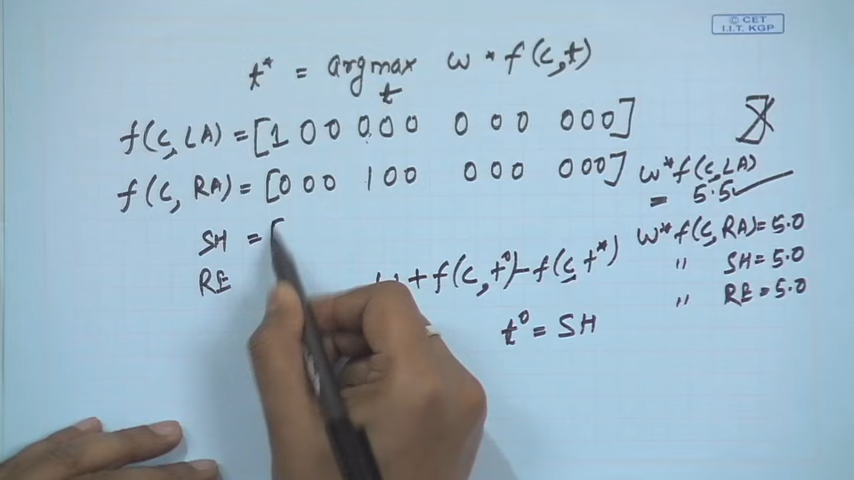 © CET
I.I.T. KGP
t* = argmax w * f(c,t)
t
f(c, LA) = [1 0 0 0 0 0 0 0 0 0 0 0]
f(c, RA) = [0 0 0 1 0 0 0 0 0 0 0 0]
w* f(c, LA)
= 5.5
SH = [
w* f(c, RA) = 5.0
RE
+ f(c, t⁰) - f(c, t*)
" SH = 5.0
" RE = 5.0
t⁰ = SH